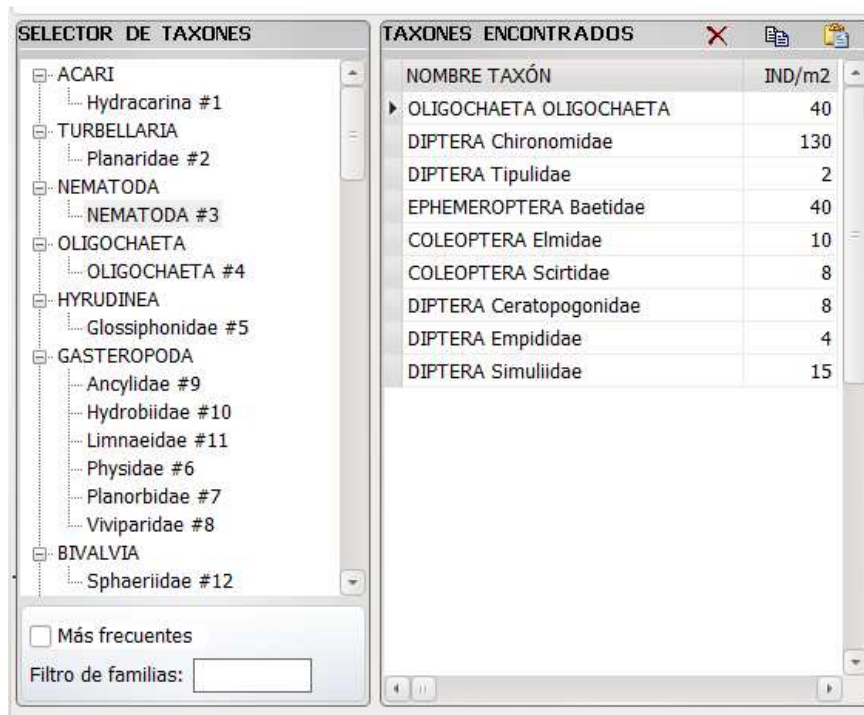 SELECTOR DE TAXONES
ACARI
Hydracarina #1
TURBELLARIA
Planaridae #2
NEMATODA
NEMATODA #3
OLIGOCHAETA
OLIGOCHAETA #4
HYRUDINEA
Glossiphonidae #5
GASTEROPODA
Ancylidae #9
Hydrobiidae #10
Limnaeidae #11
Physidae #6
Planorbidae #7
Viviparidae #8
BIVALVIA
Sphaeriidae #12
Más frecuentes
Filtro de familias:
TAXONES ENCONTRADOS
NOMBRE TAXÓN IND/m2
OLIGOCHAETA OLIGOCHAETA 40
DIPTERA Chironomidae 130
DIPTERA Tipulidae 2
EPHEMEROPTERA Baetidae 40
COLEOPTERA Elmidae 10
COLEOPTERA Scirtidae 8
DIPTERA Ceratopogonidae 8
DIPTERA Empididae 4
DIPTERA Simuliidae 15